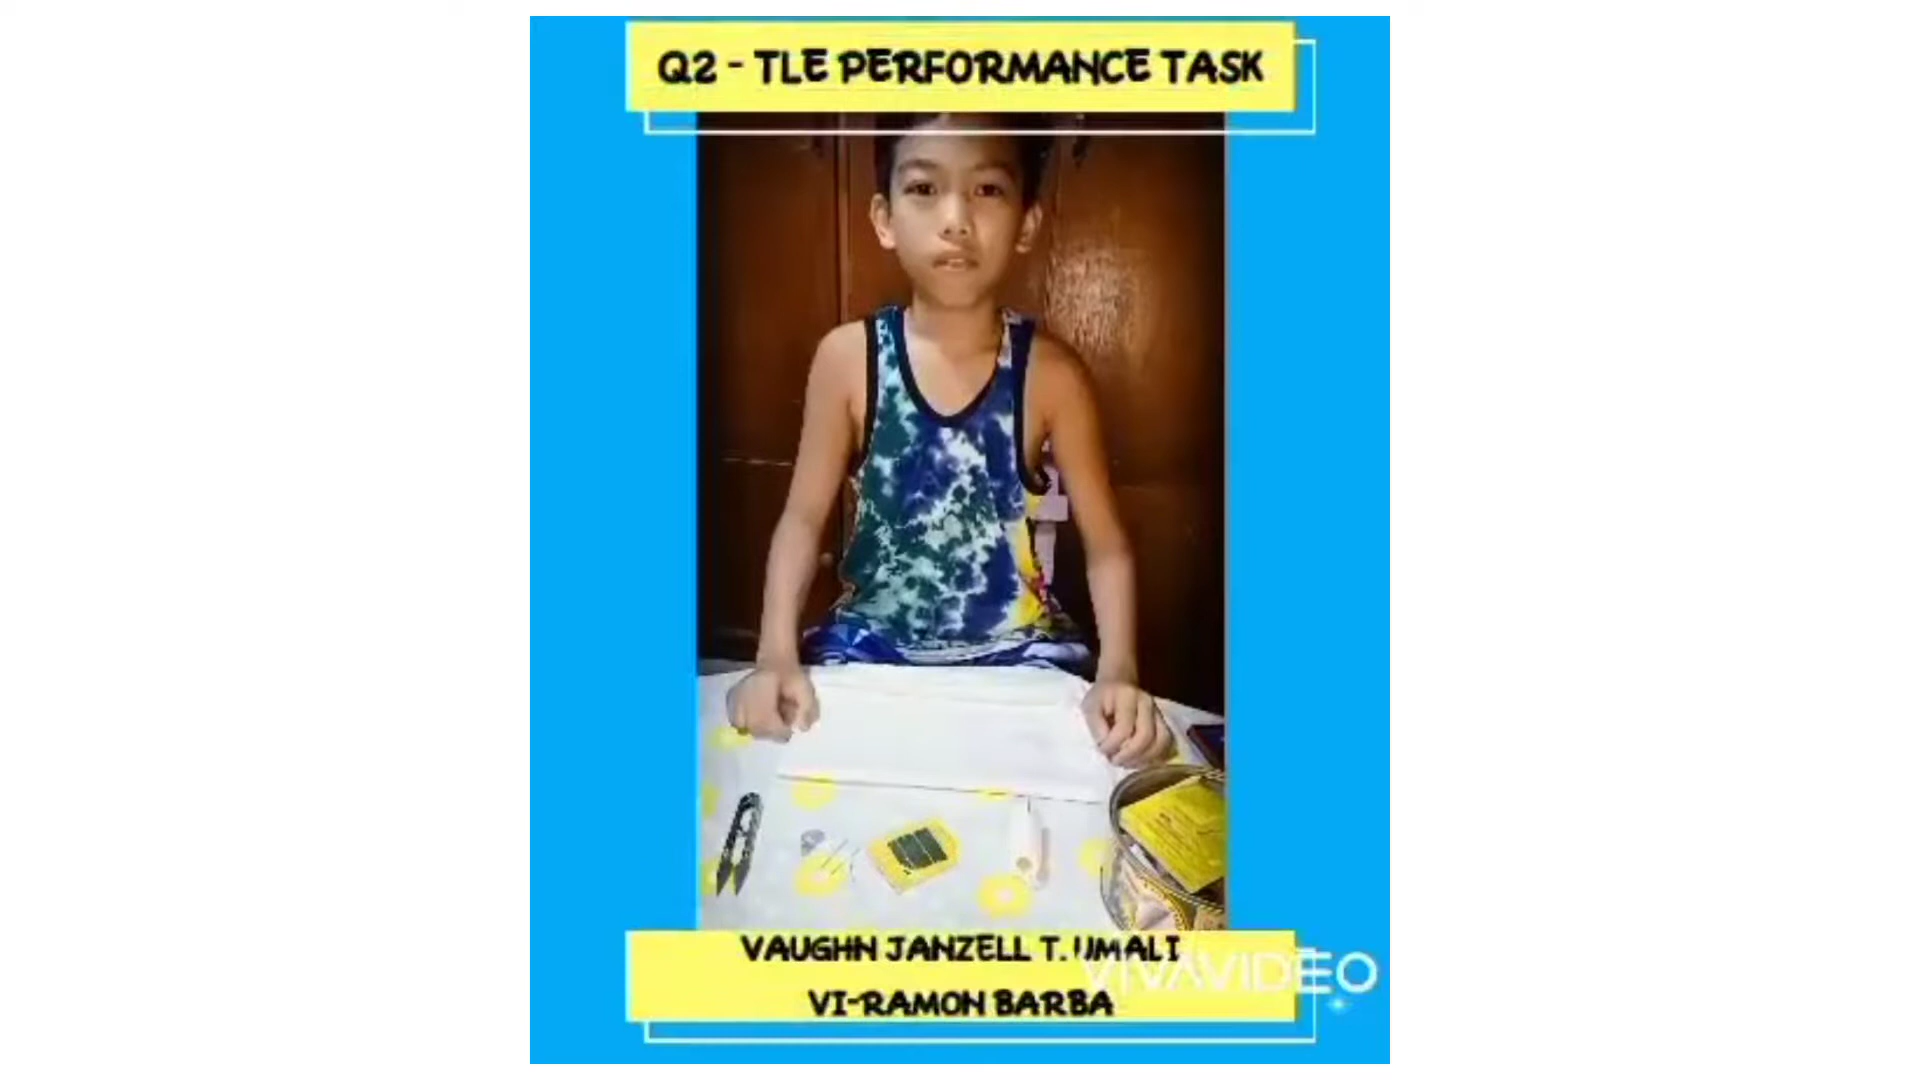 Q2 - TLE PERFORMANCE TASK
VAUGHN JANZELL T. UMALI
VI-RAMON BARBA
VIVAVIDEO